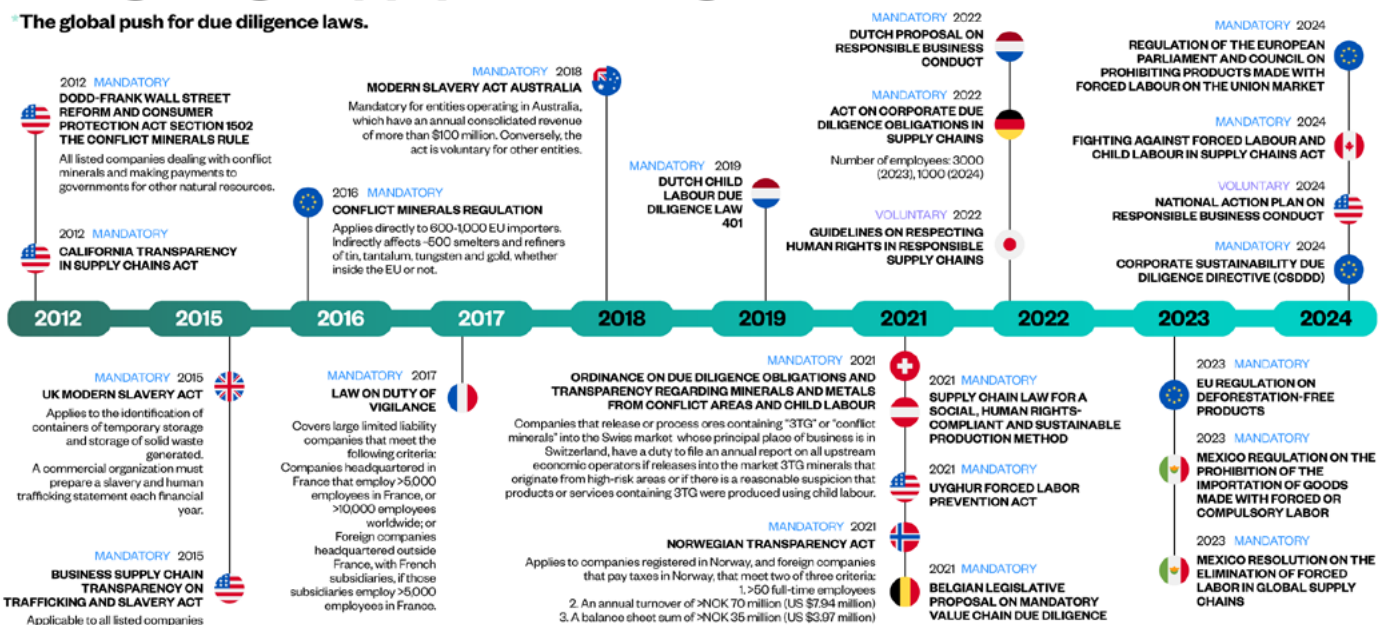 *The global push for due diligence laws.
2012 MANDATORY
DODD-FRANK WALL STREET
REFORM AND CONSUMER
PROTECTION ACT SECTION 1502
THE CONFLICT MINERALS RULE
All listed companies dealing with conflict
minerals and making payments to
governments for other natural resources.
2012 MANDATORY
CALIFORNIA TRANSPARENCY
IN SUPPLY CHAINS ACT
2016 MANDATORY
CONFLICT MINERALS REGULATION
Applies directly to 600-1,000 EU importers.
Indirectly affects ~500 smelters and refiners
of tin, tantalum, tungsten and gold, whether
inside the EU or not.
MANDATORY 2018
MODERN SLAVERY ACT AUSTRALIA
Mandatory for entities operating in Australia,
which have an annual consolidated revenue
of more than $100 million. Conversely, the
act is voluntary for other entities.
MANDATORY 2019
DUTCH CHILD
LABOUR DUE
DILIGENCE LAW
401
MANDATORY 2022
DUTCH PROPOSAL ON
RESPONSIBLE BUSINESS
CONDUCT
MANDATORY 2022
ACT ON CORPORATE DUE
DILIGENCE OBLIGATIONS IN
SUPPLY CHAINS
Number of employees: 3000
(2023), 1000 (2024)
VOLUNTARY 2022
GUIDELINES ON RESPECTING
HUMAN RIGHTS IN RESPONSIBLE
SUPPLY CHAINS
MANDATORY 2024
REGULATION OF THE EUROPEAN
PARLIAMENT AND COUNCIL ON
PROHIBITING PRODUCTS MADE WITH
FORCED LABOUR ON THE UNION MARKET
MANDATORY 2024
FIGHTING AGAINST FORCED LABOUR AND
CHILD LABOUR IN SUPPLY CHAINS ACT
VOLUNTARY 2024
NATIONAL ACTION PLAN ON
RESPONSIBLE BUSINESS CONDUCT
MANDATORY 2024
CORPORATE SUSTAINABILITY DUE
DILIGENCE DIRECTIVE (CSDDD)
2012 2015 2016 2017 2018 2019 2021 2022 2023 2024
MANDATORY 2015
UK MODERN SLAVERY ACT
Applies to the identification of
containers of temporary storage
and storage of solid waste
generated.
A commercial organization must
prepare a slavery and human
trafficking statement each financial
year.
MANDATORY 2015
BUSINESS SUPPLY CHAIN
TRANSPARENCY ON
TRAFFICKING AND SLAVERY ACT
Applicable to all listed companies
MANDATORY 2017
LAW ON DUTY OF
VIGILANCE
Covers large limited liability
companies that meet the
following criteria:
Companies headquartered in
France that employ >5,000
employees in France, or
>10,000 employees
worldwide; or
Foreign companies
headquartered outside
France, with French
subsidiaries, if those
subsidiaries employ >5,000
employees in France.
MANDATORY 2021
ORDINANCE ON DUE DILIGENCE OBLIGATIONS AND
TRANSPARENCY REGARDING MINERALS AND METALS
FROM CONFLICT AREAS AND CHILD LABOUR
Companies that release or process ores containing "3TG" or "conflict
minerals" into the Swiss market whose principal place of business is in
Switzerland, have a duty to file an annual report on all upstream
economic operators if releases into the market 3TG minerals that
originate from high-risk areas or if there is a reasonable suspicion that
products or services containing 3TG were produced using child labour.
MANDATORY 2021
NORWEGIAN TRANSPARENCY ACT
Applies to companies registered in Norway, and foreign companies
that pay taxes in Norway, that meet two of three criteria:
1. >50 full-time employees
2. An annual turnover of >NOK 70 million (US $7.94 million)
3. A balance sheet sum of >NOK 35 million (US $3.97 million)
2021 MANDATORY
SUPPLY CHAIN LAW FOR A
SOCIAL, HUMAN RIGHTS-
COMPLIANT AND SUSTAINABLE
PRODUCTION METHOD
2021 MANDATORY
UYGHUR FORCED LABOR
PREVENTION ACT
2021 MANDATORY
BELGIAN LEGISLATIVE
PROPOSAL ON MANDATORY
VALUE CHAIN DUE DILIGENCE
2023 MANDATORY
EU REGULATION ON
DEFORESTATION-FREE
PRODUCTS
2023 MANDATORY
MEXICO REGULATION ON THE
PROHIBITION OF THE
IMPORTATION OF GOODS
MADE WITH FORCED OR
COMPULSORY LABOR
2023 MANDATORY
MEXICO RESOLUTION ON THE
ELIMINATION OF FORCED
LABOR IN GLOBAL SUPPLY
CHAINS